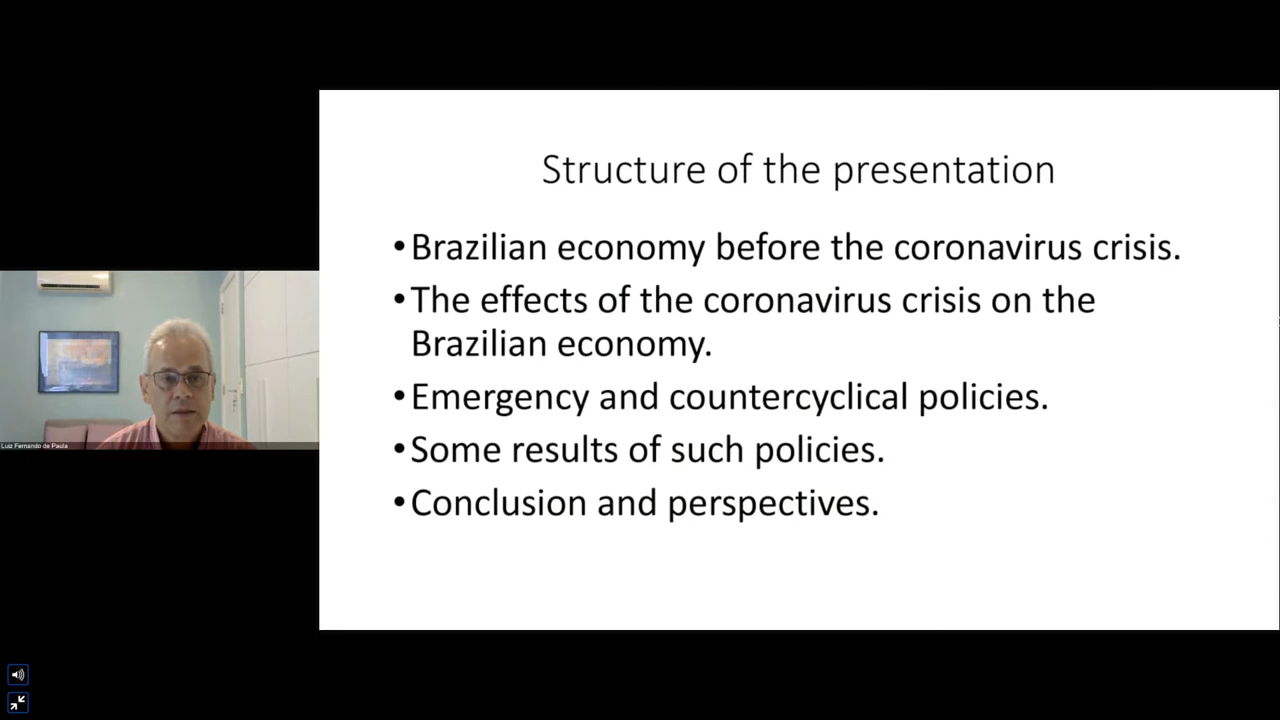 Structure of the presentation
•Brazilian economy before the coronavirus crisis.
•The effects of the coronavirus crisis on the
Brazilian economy.
•Emergency and countercyclical policies.
•Some results of such policies.
•Conclusion and perspectives.
Luiz Fernando de Paula